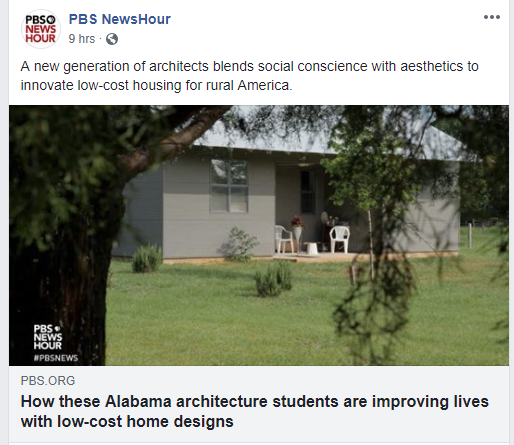 PBS
NEWS
HOUR
PBS NewsHour
9 hrs ·
A new generation of architects blends social conscience with aesthetics to
innovate low-cost housing for rural America.
PBS
NEWS
HOUR
#PBSNEWS
PBS.ORG
How these Alabama architecture students are improving lives
with low-cost home designs